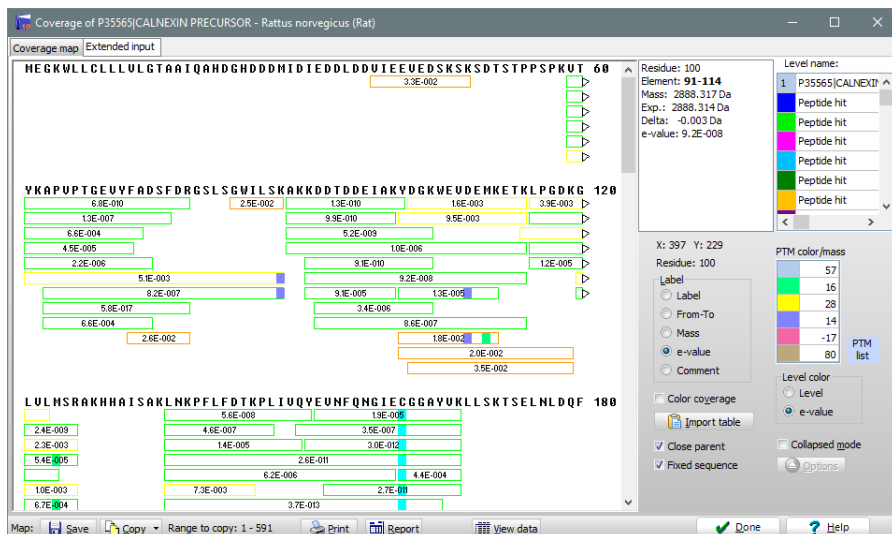 Coverage of P35565|CALNEXIN PRECURSOR - Rattus norvegicus (Rat)
Coverage map Extended input
MEGKWLLCLLLVLGTAAIQAHDGHDDDMIDIEDDLDDVIEEVEDSKSKSDTSTPPSPKVT 60
3.3E-002
YKAPVPTGEVYFADSFDRGSLSGWILSKAKKDDTDDEIAKYDGKWEVDEMKETKLPGDKG 120
6.8E-010 2.5E-002 1.3E-010 1.6E-003 3.9E-003
1.3E-007 9.9E-010 9.5E-003
6.6E-004 5.2E-009
4.5E-005 1.0E-006
2.2E-006 9.1E-010 1.2E-005
5.1E-003 9.2E-008
8.2E-007 9.1E-005 1.3E-005
5.8E-017 3.4E-006
6.6E-004 8.6E-007
2.6E-002 1.8E-002
2.0E-002
3.5E-002
LVLMSRAKHHAISAKLNKPFLFDTKPLIVQYEVNFQNGIECGGAYVKLLSKTSELNLDQF 180
5.6E-008 1.9E-005
2.4E-009 4.6E-007 3.5E-007
2.3E-003 1.4E-005 3.0E-012
5.4E-005 2.6E-011
6.2E-006 4.4E-004
1.0E-003 7.3E-003 2.7E-011
6.7E-004 3.7E-013
Residue: 100
Element: 91-114
Mass: 2888.317 Da
Exp.: 2888.314 Da
Delta: -0.003 Da
e-value: 9.2E-008
Level name:
1 P35565|CALNEXIN
Peptide hit
Peptide hit
Peptide hit
Peptide hit
Peptide hit
Peptide hit
X: 397 Y: 229
Residue: 100
Label
Label
From-To
Mass
e-value
Comment
Color coverage
Import table
Close parent
Fixed sequence
PTM color/mass
57
16
28
14
-17
80
PTM
list
Level color
Level
e-value
Collapsed mode
Options
Map: Save Copy Range to copy: 1 - 591 Print Report View data Done Help